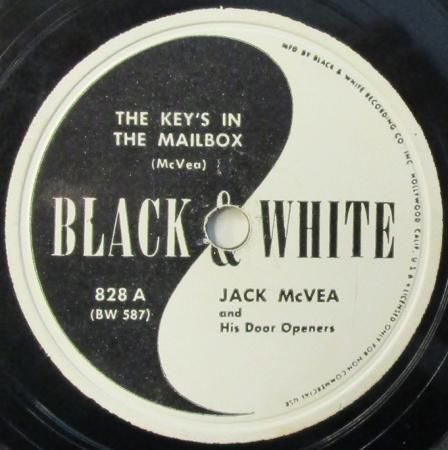 THE KEY'S IN
THE MAILBOX
(McVea)
BLACK & WHITE
828 A
(BW 587)
JACK McVEA
and
His Door Openers
MFD BY BLACK & WHITE RECORDING CO. INC. HOLLYWOOD CALIF. U S A • LICENSED ONLY FOR NON COMMERCIAL USE